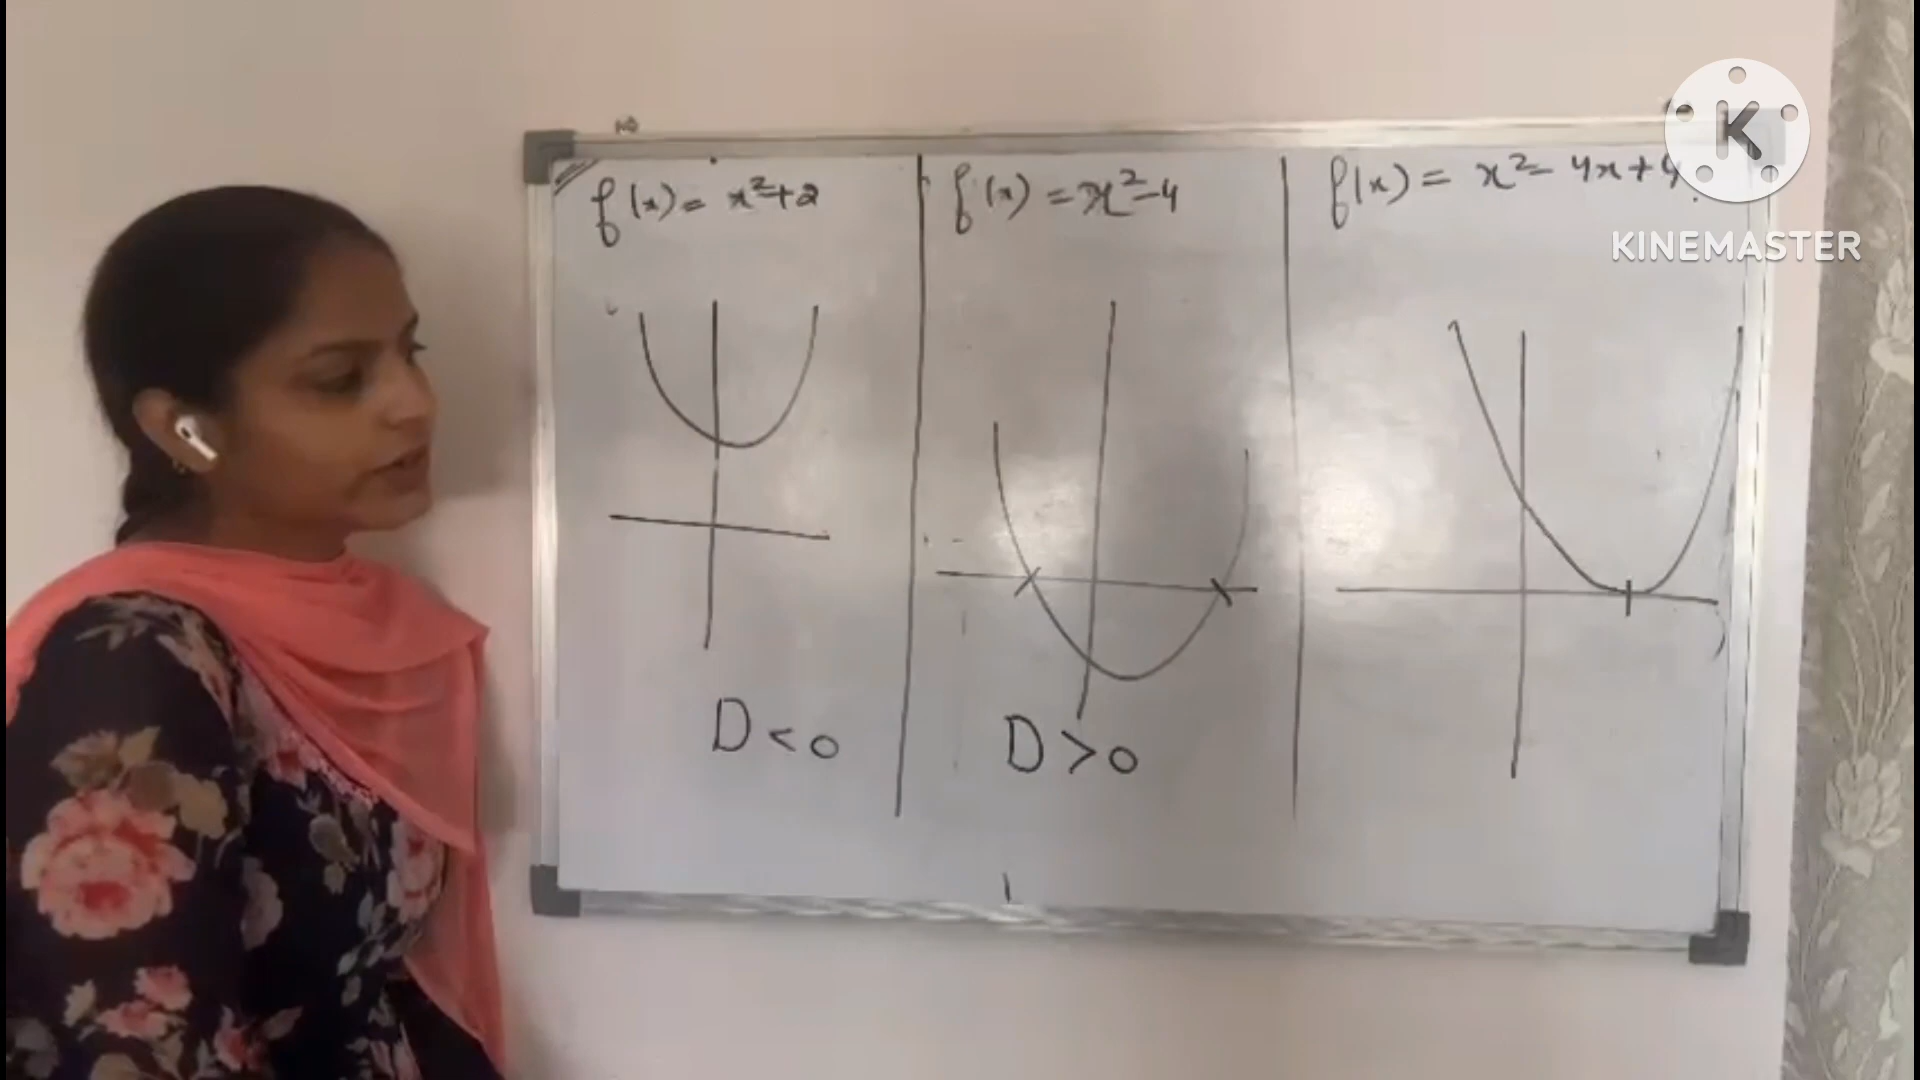 f(x) = x²+2
f(x) = x²-4
f(x) = x²- 4x+4
D < 0
D > 0
K
KINEMASTER